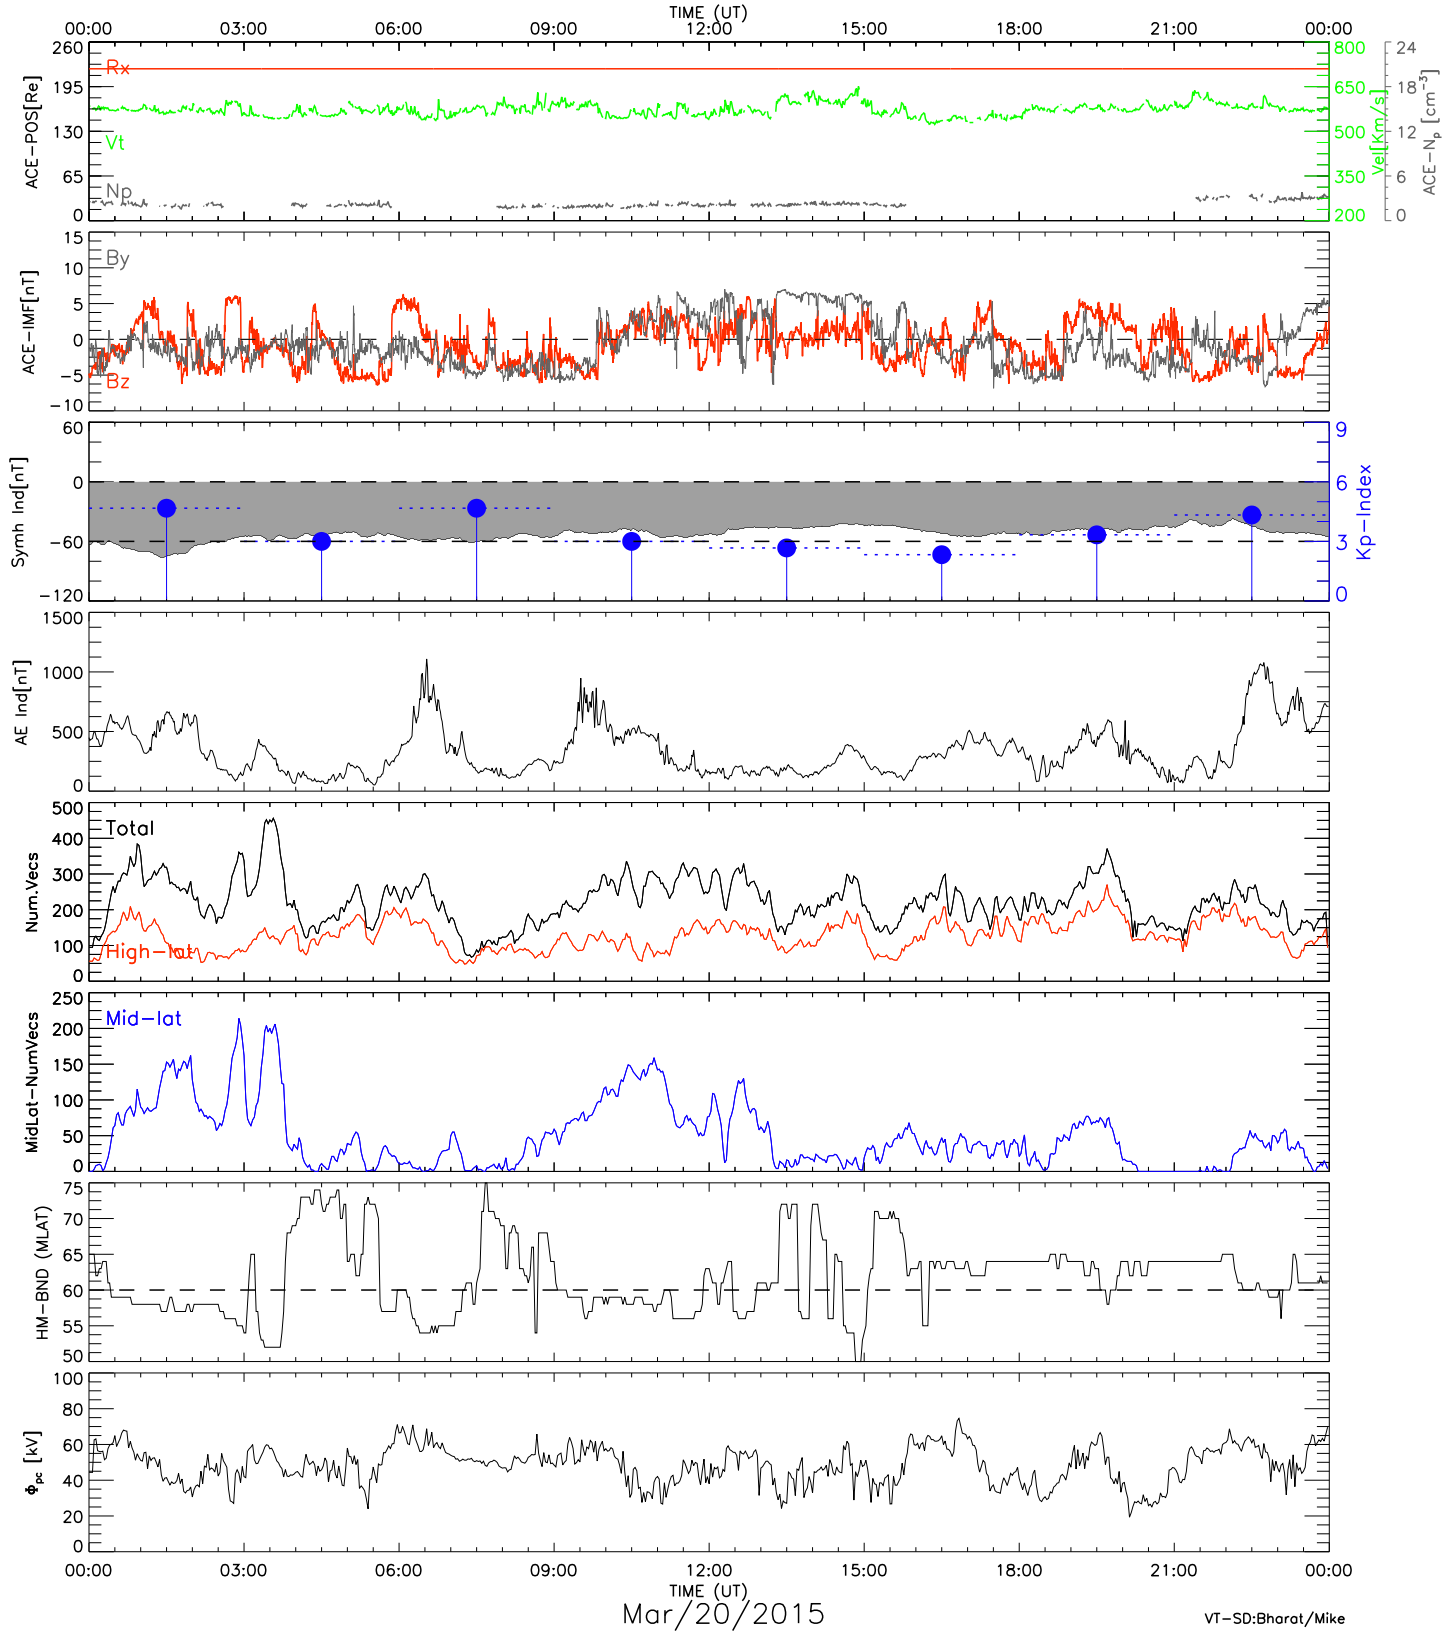 TIME (UT)
00:00 03:00 06:00 09:00 12:00 15:00 18:00 21:00 00:00
260 195 130 65 0
ACE-POS[Re]
Rx
Vt
Np
800 650 500 350 200
Vel[Km/s]
24 18 12 6 0
ACE-Np [cm⁻³]
15 10 5 0 -5 -10
ACE-IMF[nT]
By
Bz
60 0 -60 -120
Symh Ind[nT]
9 6 3 0
Kp-Index
1500 1000 500 0
AE Ind[nT]
500 400 300 200 100 0
Num.Vecs
Total
High-lat
250 200 150 100 50 0
MidLat-NumVecs
Mid-lat
75 70 65 60 55 50
HM-BND (MLAT)
100 80 60 40 20 0
Φpc [kV]
00:00 03:00 06:00 09:00 12:00 15:00 18:00 21:00 00:00
TIME (UT)
Mar/20/2015
VT-SD:Bharat/Mike